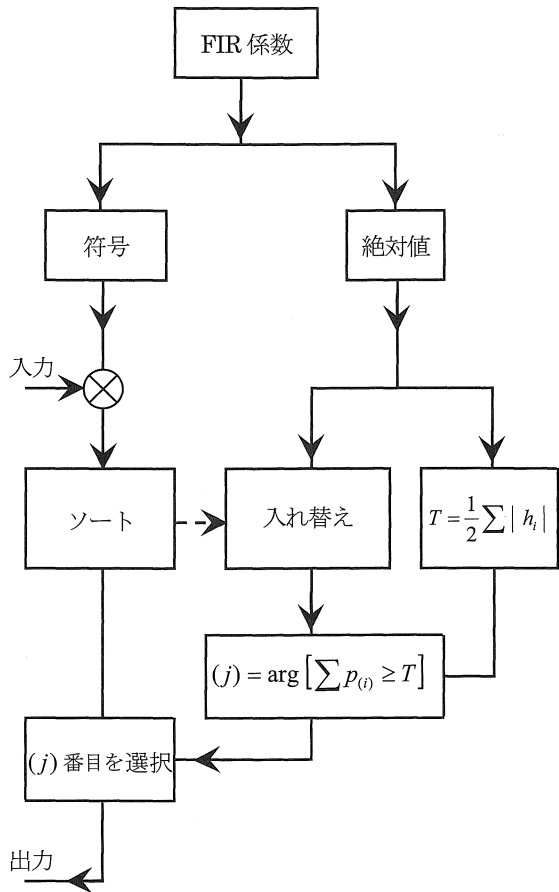 FIR 係数
符号
絶対値
入力
ソート
入れ替え
T = 1/2 ∑ | h_i |
(j) = arg [ ∑ p_(i) ≥ T ]
(j) 番目を選択
出力